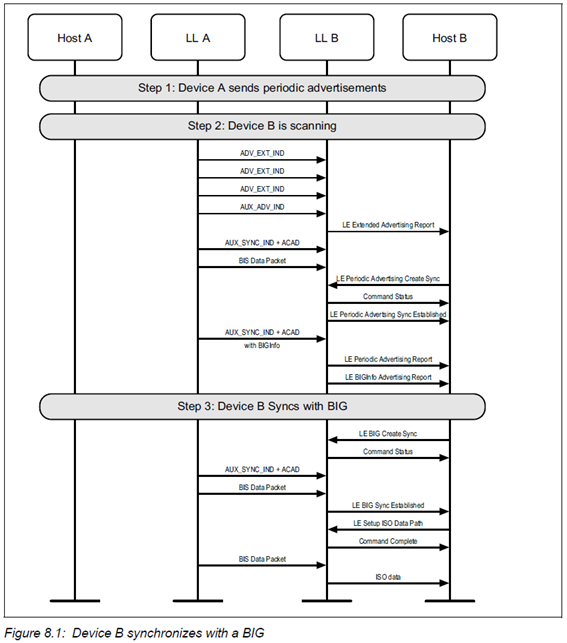 Host A
LL A
LL B
Host B
Step 1: Device A sends periodic advertisements
Step 2: Device B is scanning
ADV_EXT_IND
ADV_EXT_IND
ADV_EXT_IND
AUX_ADV_IND
LE Extended Advertising Report
AUX_SYNC_IND + ACAD
BIS Data Packet
LE Periodic Advertising Create Sync
Command Status
LE Periodic Advertsing Sync Established
AUX_SYNC_IND + ACAD
with BIGInfo
LE Periodic Advertising Report
LE BIGInfo Advertising Report
Step 3: Device B Syncs with BIG
LE BIG Create Sync
Command Status
AUX_SYNC_IND + ACAD
BIS Data Packet
LE BIG Sync Established
LE Setup ISO Data Path
Command Complete
BIS Data Packet
ISO data
Figure 8.1: Device B synchronizes with a BIG